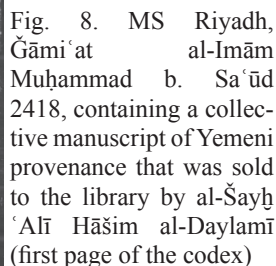 Fig. 8. MS Riyadh,
Ǧāmiʿat al-Imām
Muḥammad b. Saʿūd
2418, containing a collec-
tive manuscript of Yemeni
provenance that was sold
to the library by al-Šayḫ
ʿAlī Hāšim al-Daylamī
(first page of the codex)